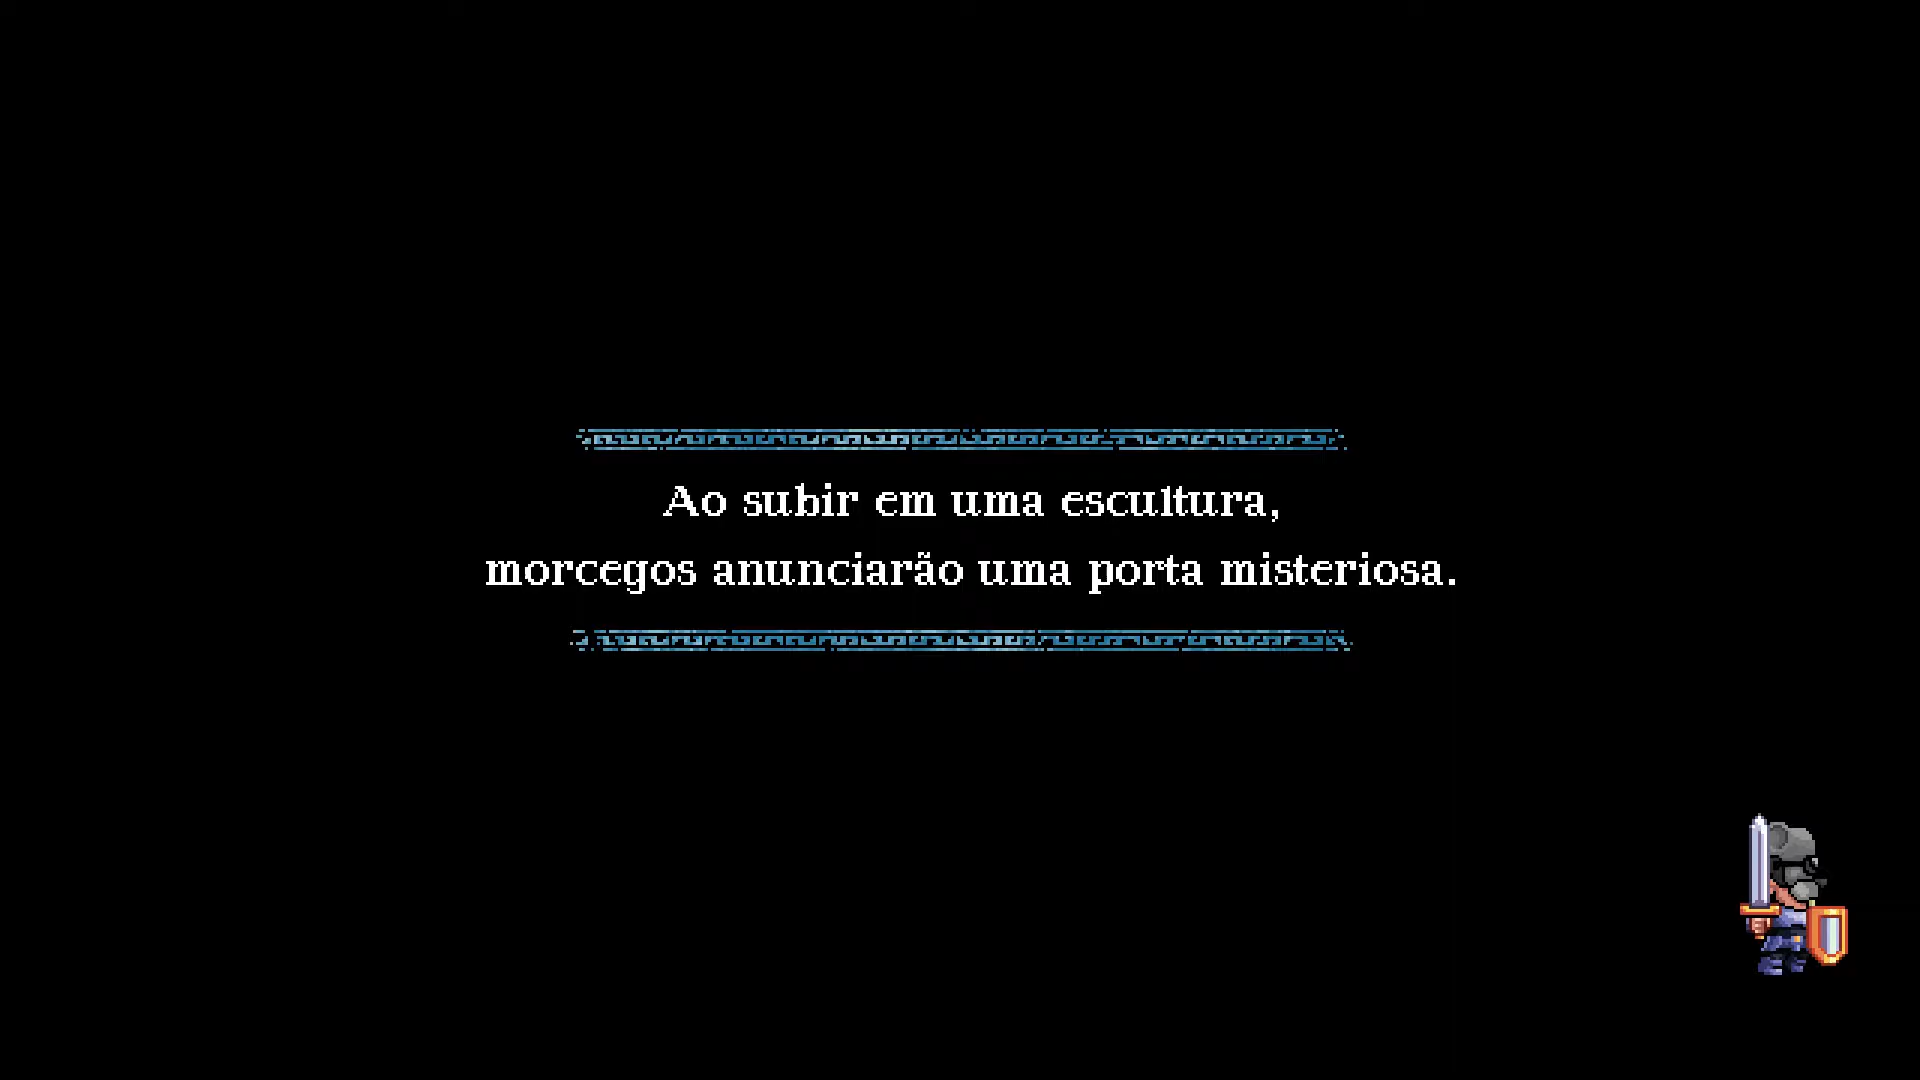 Ao subir em uma escultura,
morcegos anunciarão uma porta misteriosa.